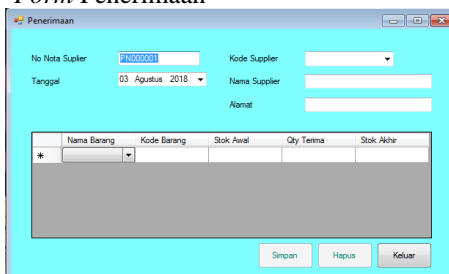 Form Penerimaan
Penerimaan
No Nota Suplier PN000001 Kode Supplier
Tanggal 03 Agustus 2018 Nama Supplier
Alamat
Nama Barang Kode Barang Stok Awal Qty Terima Stok Akhir
Simpan Hapus Keluar